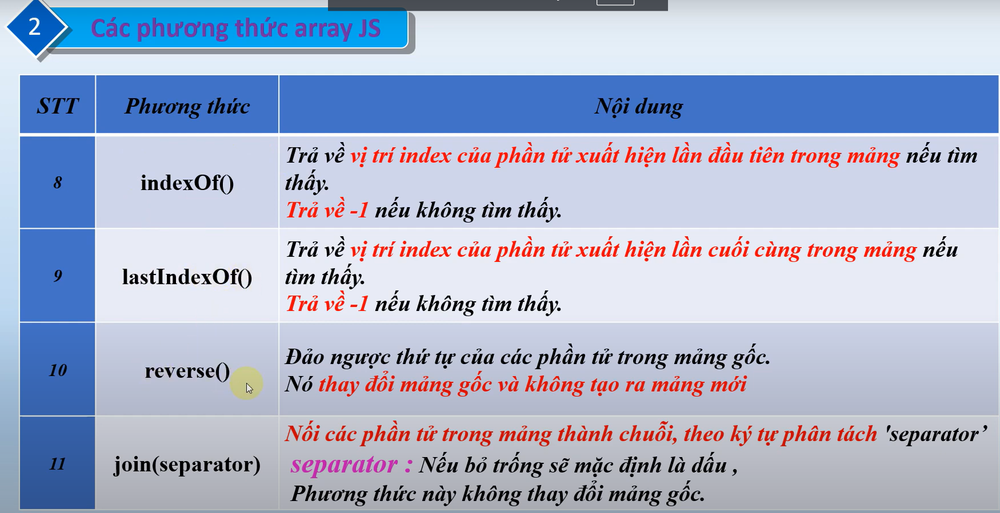 2
Các phương thức array JS
STT
Phương thức
Nội dung
8
indexOf()
Trả về vị trí index của phần tử xuất hiện lần đầu tiên trong mảng nếu tìm
thấy.
Trả về -1 nếu không tìm thấy.
9
lastIndexOf()
Trả về vị trí index của phần tử xuất hiện lần cuối cùng trong mảng nếu
tìm thấy.
Trả về -1 nếu không tìm thấy.
10
reverse()
Đảo ngược thứ tự của các phần tử trong mảng gốc.
Nó thay đổi mảng gốc và không tạo ra mảng mới
11
join(separator)
Nối các phần tử trong mảng thành chuỗi, theo ký tự phân tách 'separator’
separator : Nếu bỏ trống sẽ mặc định là dấu ,
Phương thức này không thay đổi mảng gốc.